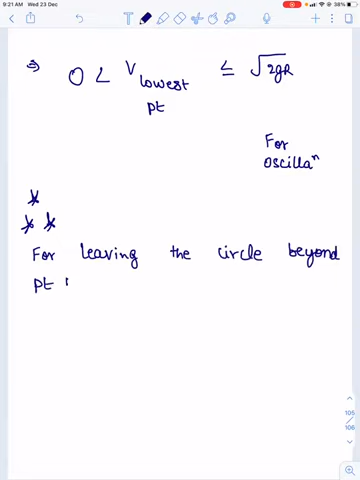 9:21 AM Wed 23 Dec
38%
⇒ 0 < V lowest pt ≤ √2gR
For
oscillaⁿ
For leaving the circle beyond
pt
105
106